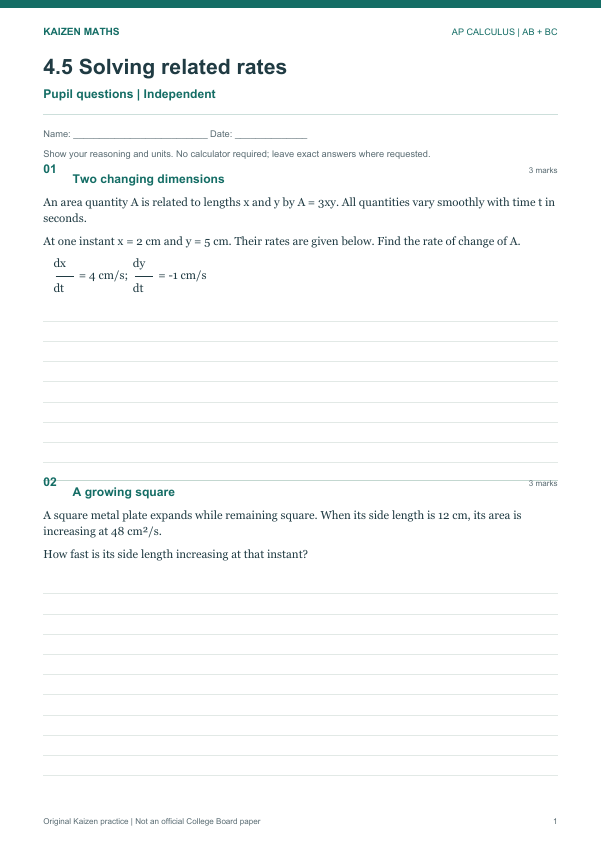 KAIZEN MATHS
AP CALCULUS | AB + BC
4.5 Solving related rates
Pupil questions | Independent
Name: ___________________________ Date: ______________
Show your reasoning and units. No calculator required; leave exact answers where requested.
01
3 marks
Two changing dimensions
An area quantity A is related to lengths x and y by A = 3xy. All quantities vary smoothly with time t in
seconds.
At one instant x = 2 cm and y = 5 cm. Their rates are given below. Find the rate of change of A.
dx dy
= 4 cm/s; = -1 cm/s
dt dt
02
3 marks
A growing square
A square metal plate expands while remaining square. When its side length is 12 cm, its area is
increasing at 48 cm²/s.
How fast is its side length increasing at that instant?
Original Kaizen practice | Not an official College Board paper
1